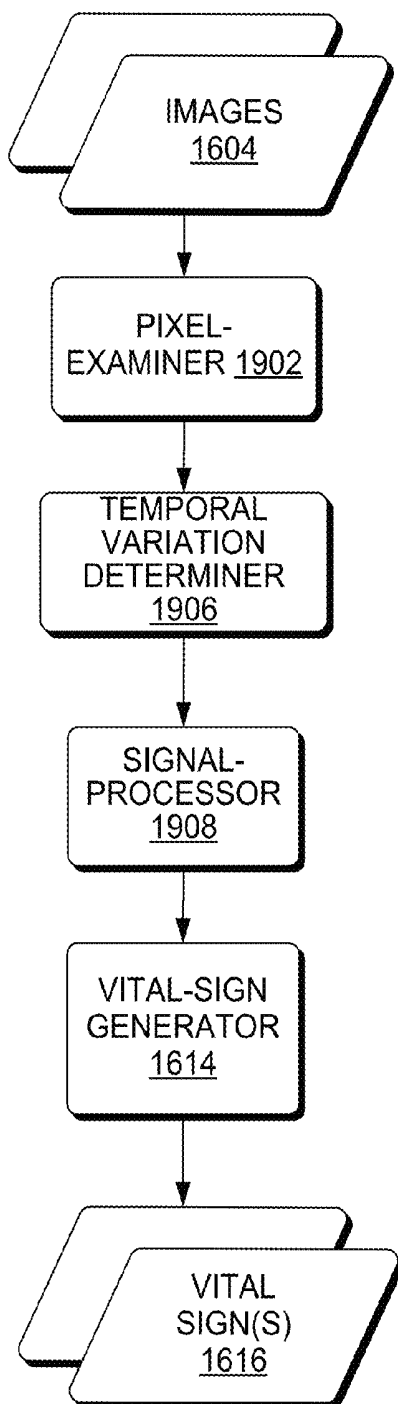 IMAGES
1604
PIXEL-
EXAMINER 1902
TEMPORAL
VARIATION
DETERMINER
1906
SIGNAL-
PROCESSOR
1908
VITAL-SIGN
GENERATOR
1614
VITAL
SIGN(S)
1616